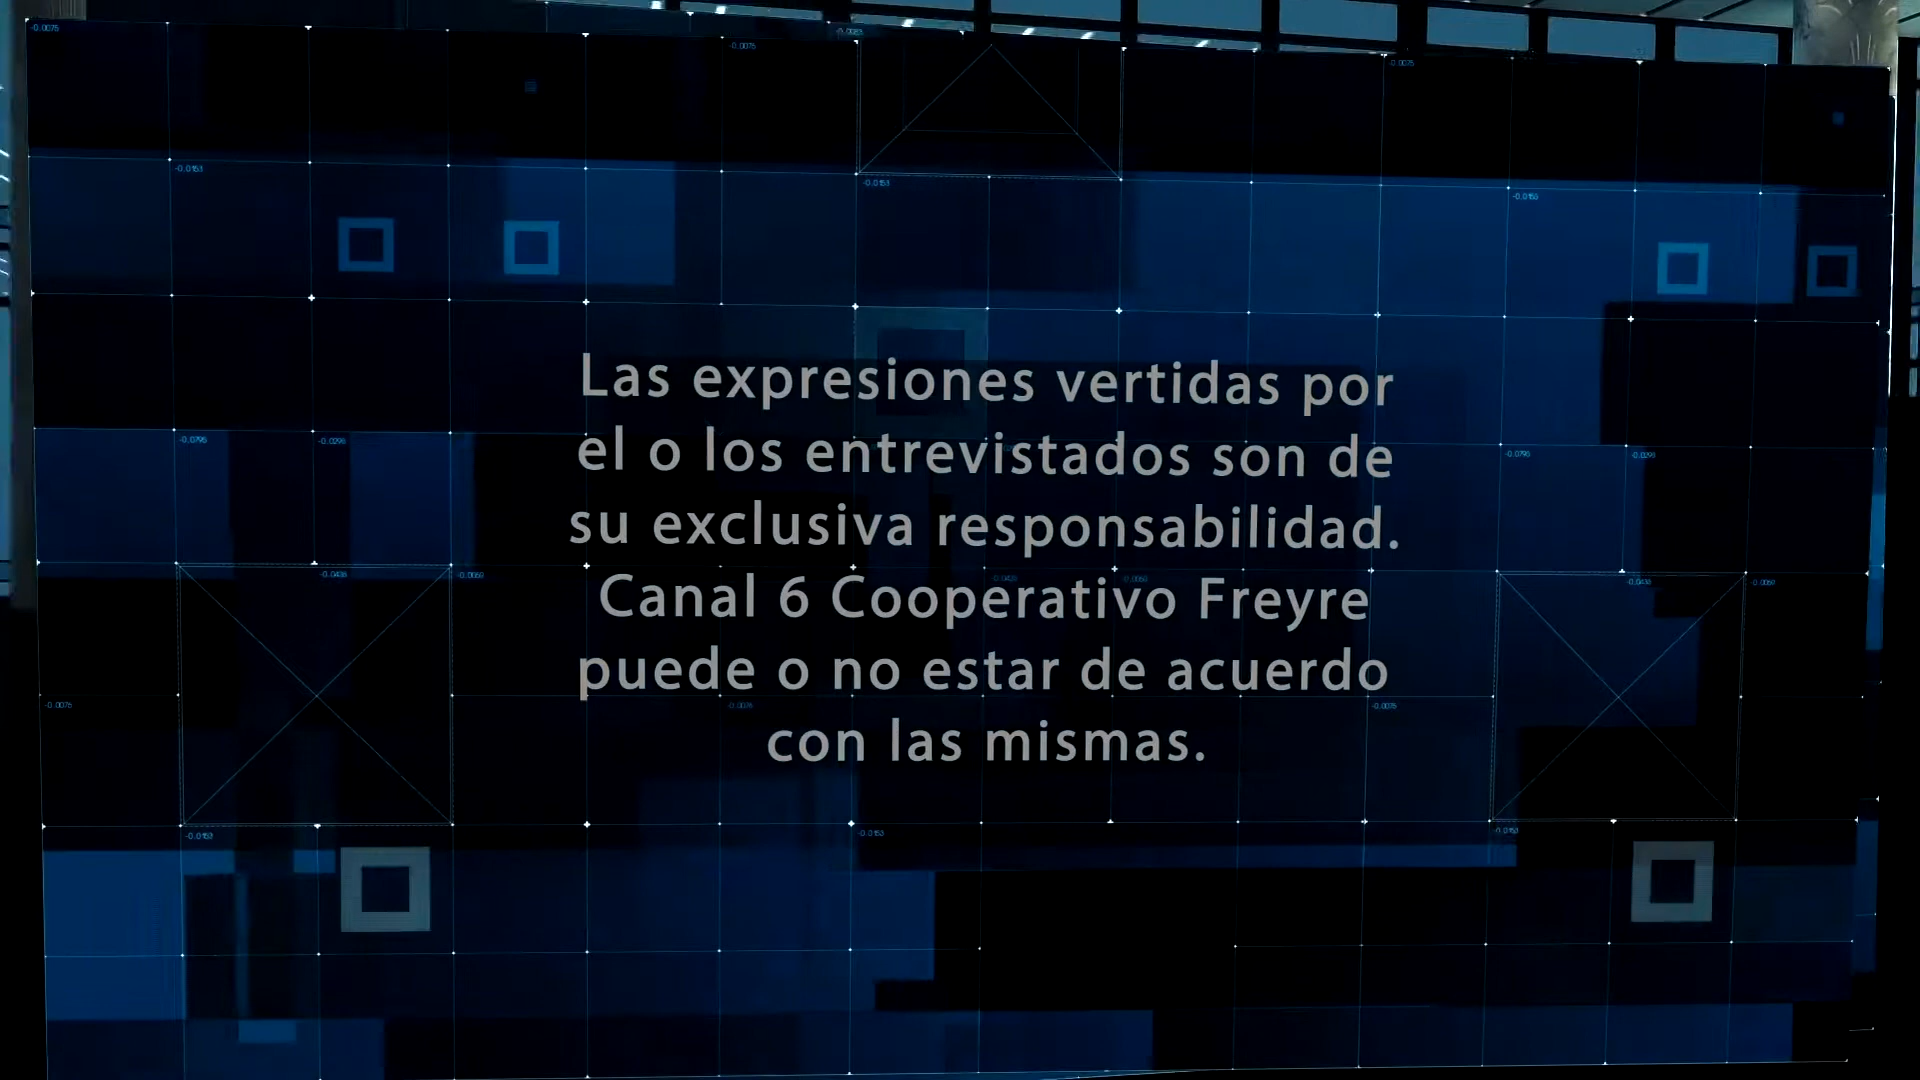 Las expresiones vertidas por
el o los entrevistados son de
su exclusiva responsabilidad.
Canal 6 Cooperativo Freyre
puede o no estar de acuerdo
con las mismas.